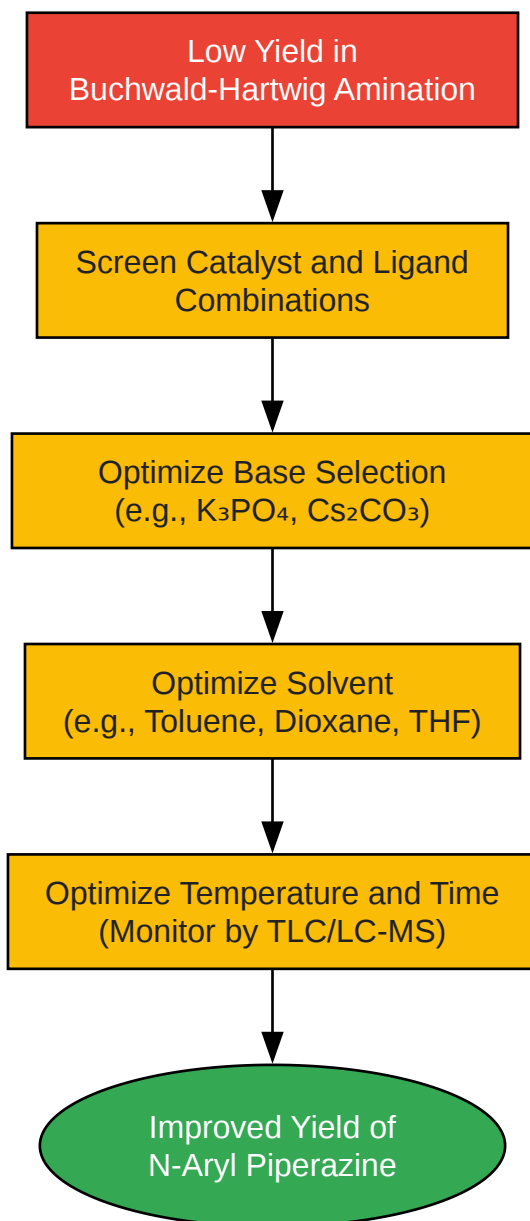 Low Yield in
Buchwald-Hartwig Amination
Screen Catalyst and Ligand
Combinations
Optimize Base Selection
(e.g., K₃PO₄, Cs₂CO₃)
Optimize Solvent
(e.g., Toluene, Dioxane, THF)
Optimize Temperature and Time
(Monitor by TLC/LC-MS)
Improved Yield of
N-Aryl Piperazine